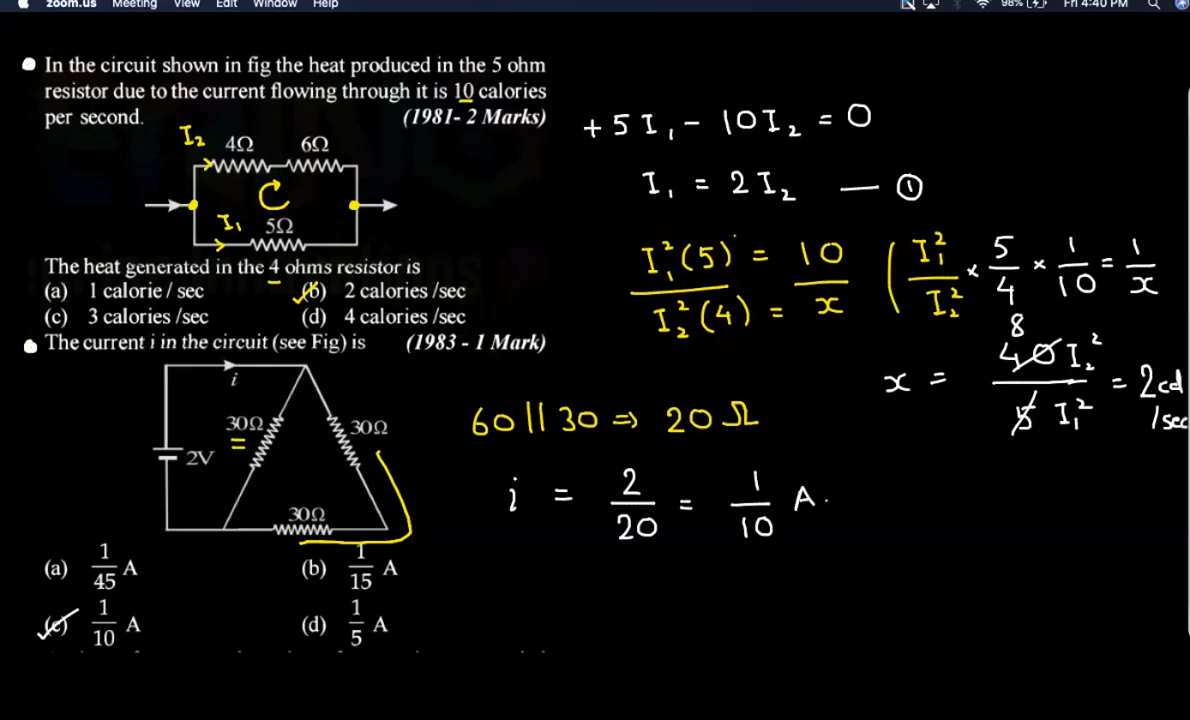 zoom.us Meeting View Edit Window Help 98% Fri 4:40 PM
In the circuit shown in fig the heat produced in the 5 ohm
resistor due to the current flowing through it is 10 calories
per second. (1981- 2 Marks)
I₂ 4Ω 6Ω
I₁ 5Ω
The heat generated in the 4 ohms resistor is
(a) 1 calorie / sec (b) 2 calories /sec
(c) 3 calories /sec (d) 4 calories /sec
The current i in the circuit (see Fig) is (1983 - 1 Mark)
i
30Ω 30Ω
2V
30Ω
(a) 1/45 A (b) 1/15 A
(c) 1/10 A (d) 1/5 A
+5I₁ - 10I₂ = 0
I₁ = 2I₂ — ①
I₁²(5) = 10
I₂²(4) = x
( I₁²/I₂² × 5/4 × 1/10 = 1/x
x = 40 I₂² / 5 I₁² = 2 cal
8
/sec
60 || 30 ⇒ 20 Ω
i = 2/20 = 1/10 A.